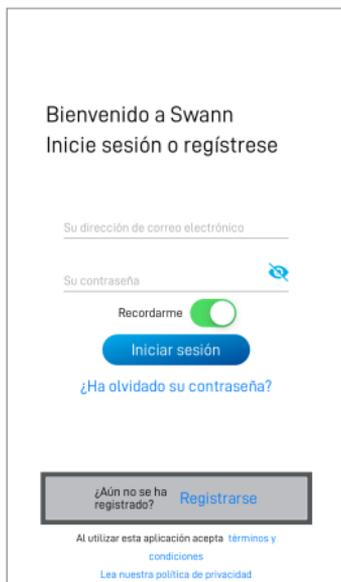 Bienvenido a Swann
Inicie sesión o regístrese
Su dirección de correo electrónico
Su contraseña
Recordarme
Iniciar sesión
¿Ha olvidado su contraseña?
¿Aún no se ha
registrado?
Registrarse
Al utilizar esta aplicación acepta términos y
condiciones
Lea nuestra política de privacidad